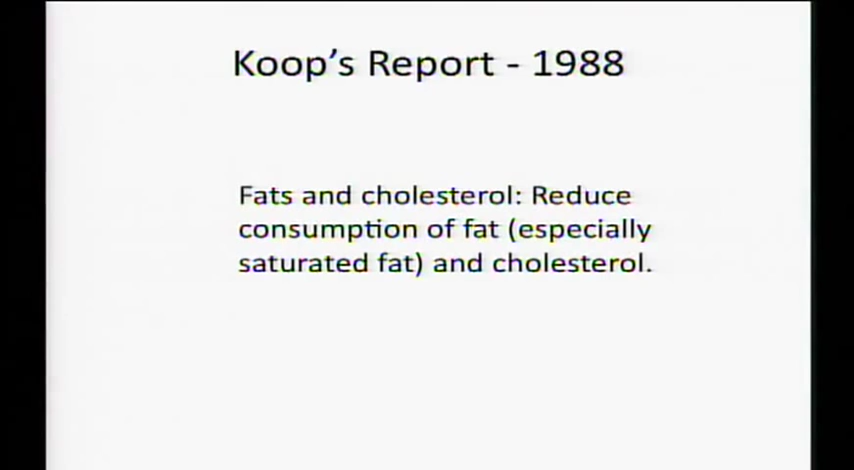 Koop's Report - 1988
Fats and cholesterol: Reduce
consumption of fat (especially
saturated fat) and cholesterol.